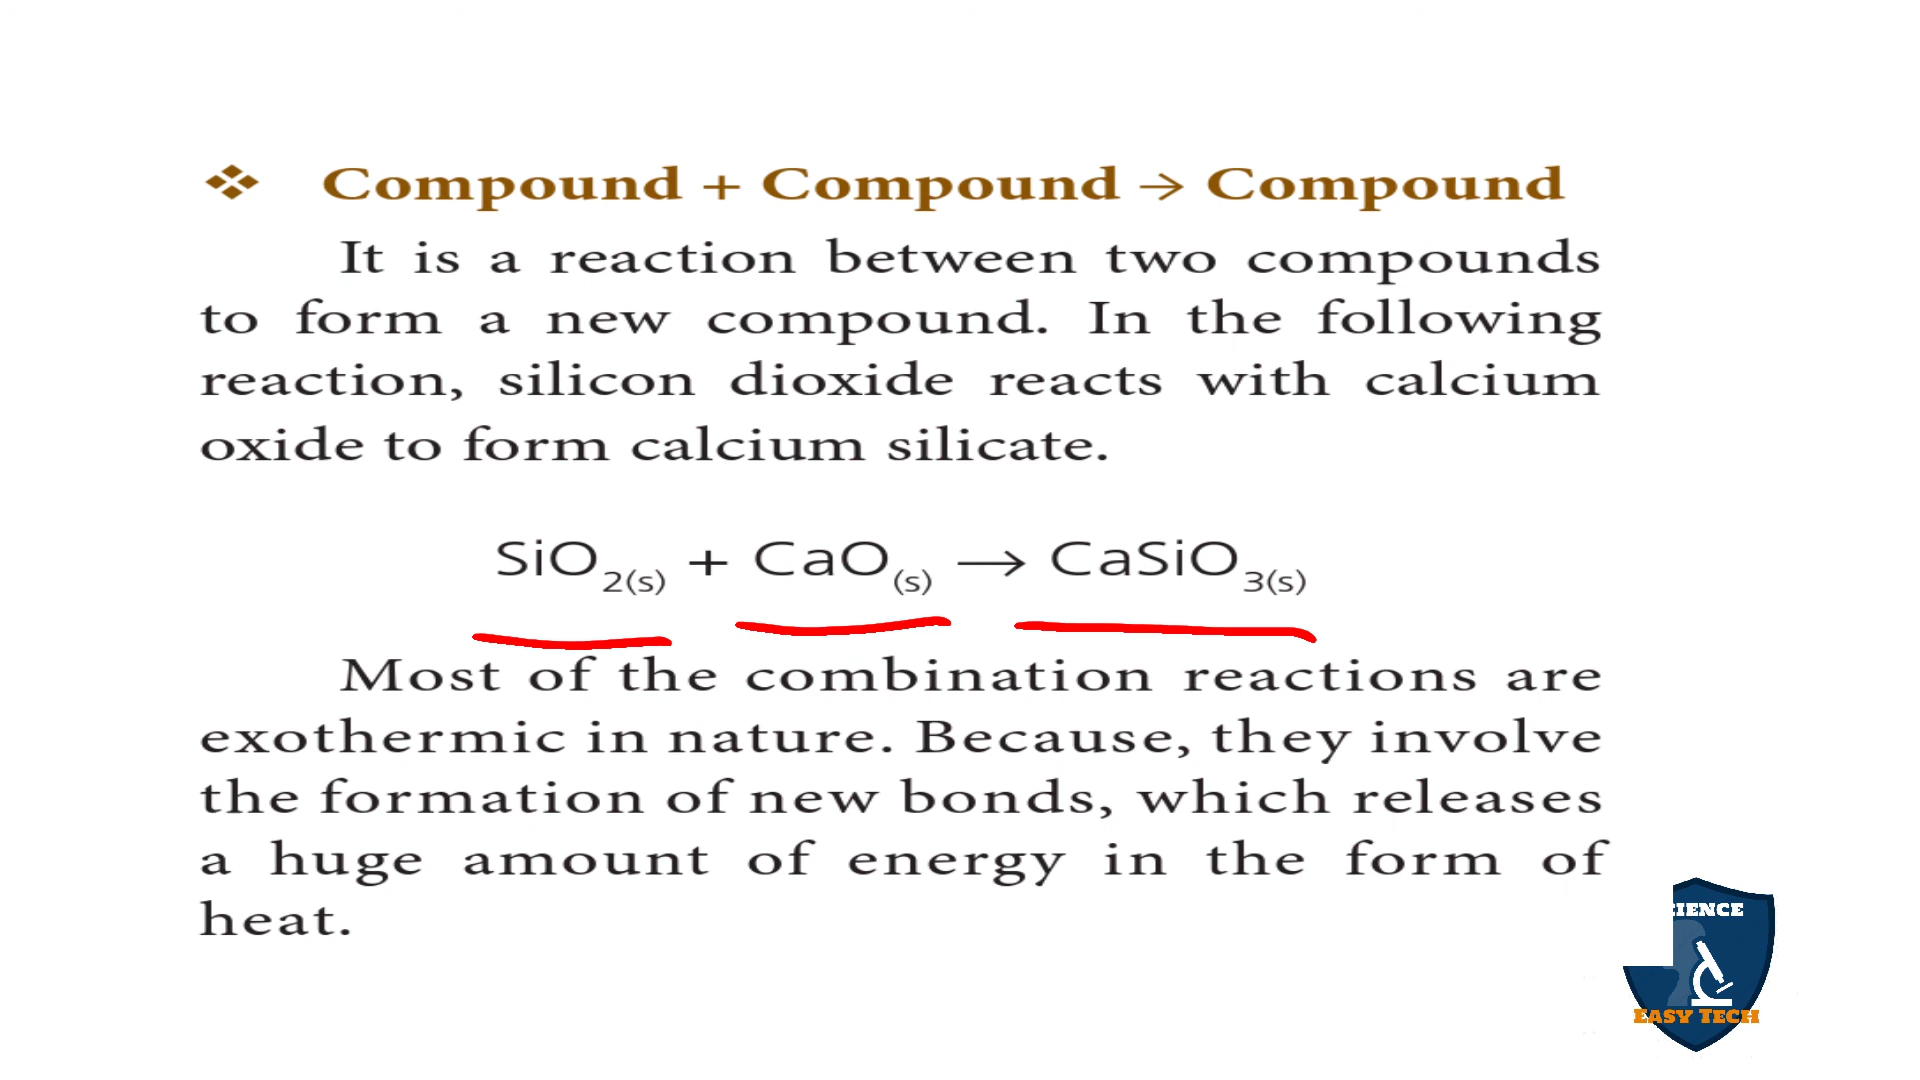 ❖ Compound + Compound → Compound
It is a reaction between two compounds
to form a new compound. In the following
reaction, silicon dioxide reacts with calcium
oxide to form calcium silicate.
SiO₂(s) + CaO(s) → CaSiO₃(s)
Most of the combination reactions are
exothermic in nature. Because, they involve
the formation of new bonds, which releases
a huge amount of energy in the form of
heat.
CIENCE
EASY TECH